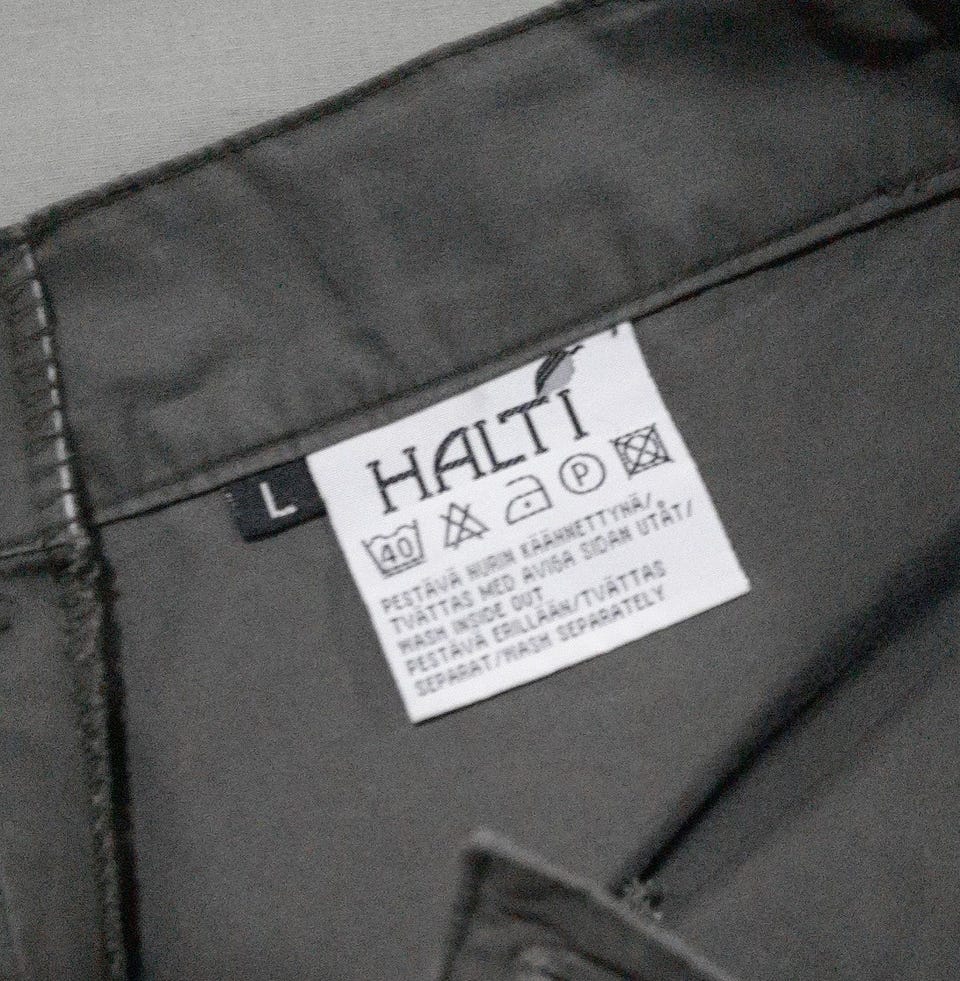 HALTI
L
40
P
PESTÄVÄ NURIN KÄÄNNETTYNÄ/
TVÄTTAS MED AVIGA SIDAN UTÅT/
WASH INSIDE OUT
PESTÄVÄ ERILLÄÄN/TVÄTTAS
SEPARAT/WASH SEPARATELY